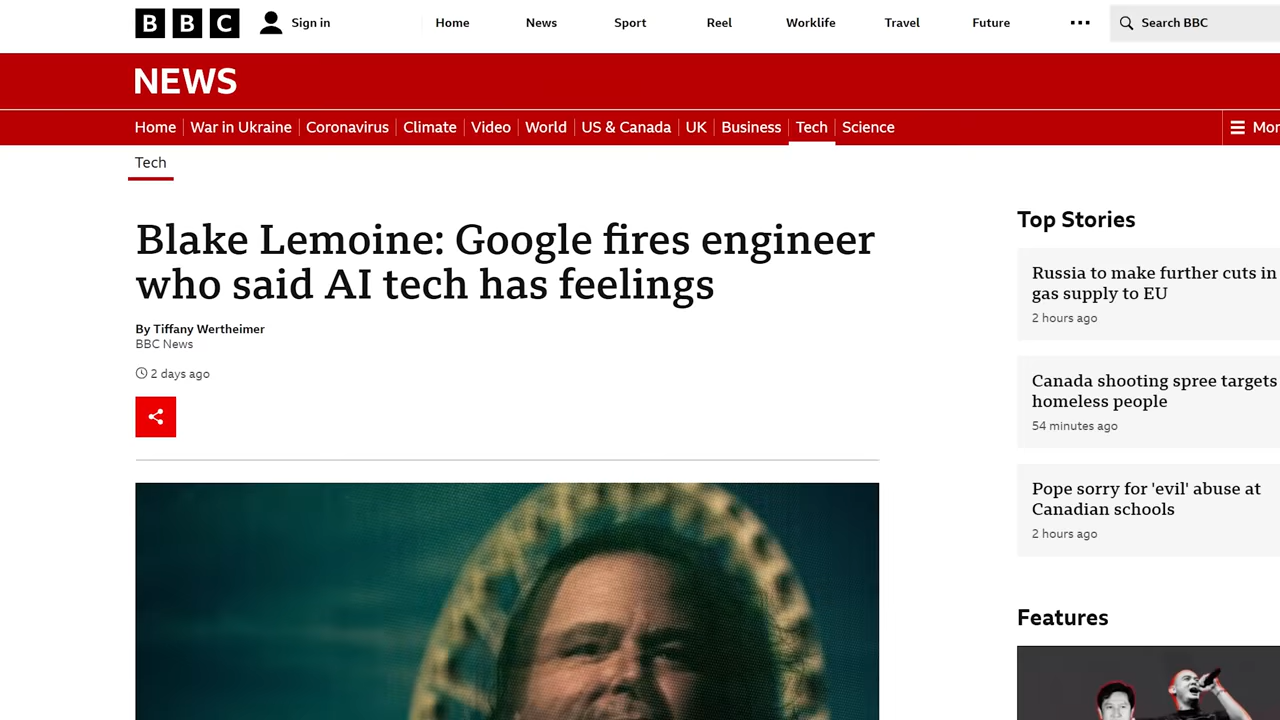 BBC Sign in Home News Sport Reel Worklife Travel Future Search BBC
NEWS
Home War in Ukraine Coronavirus Climate Video World US & Canada UK Business Tech Science Mor
Tech
Blake Lemoine: Google fires engineer
who said AI tech has feelings
By Tiffany Wertheimer
BBC News
2 days ago
Top Stories
Russia to make further cuts in
gas supply to EU
2 hours ago
Canada shooting spree targets
homeless people
54 minutes ago
Pope sorry for 'evil' abuse at
Canadian schools
2 hours ago
Features